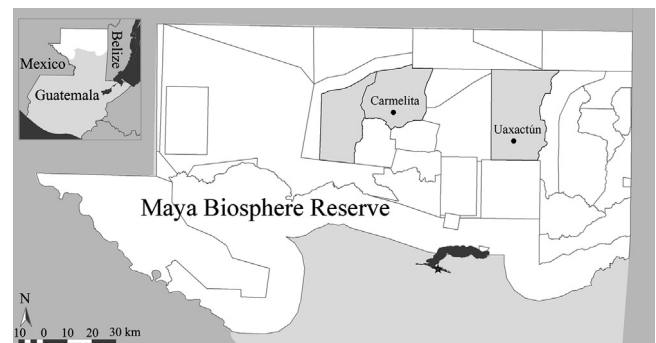 Mexico
Belize
Guatemala
Carmelita
Uaxactún
Maya Biosphere Reserve
N
10 0 10 20 30 km